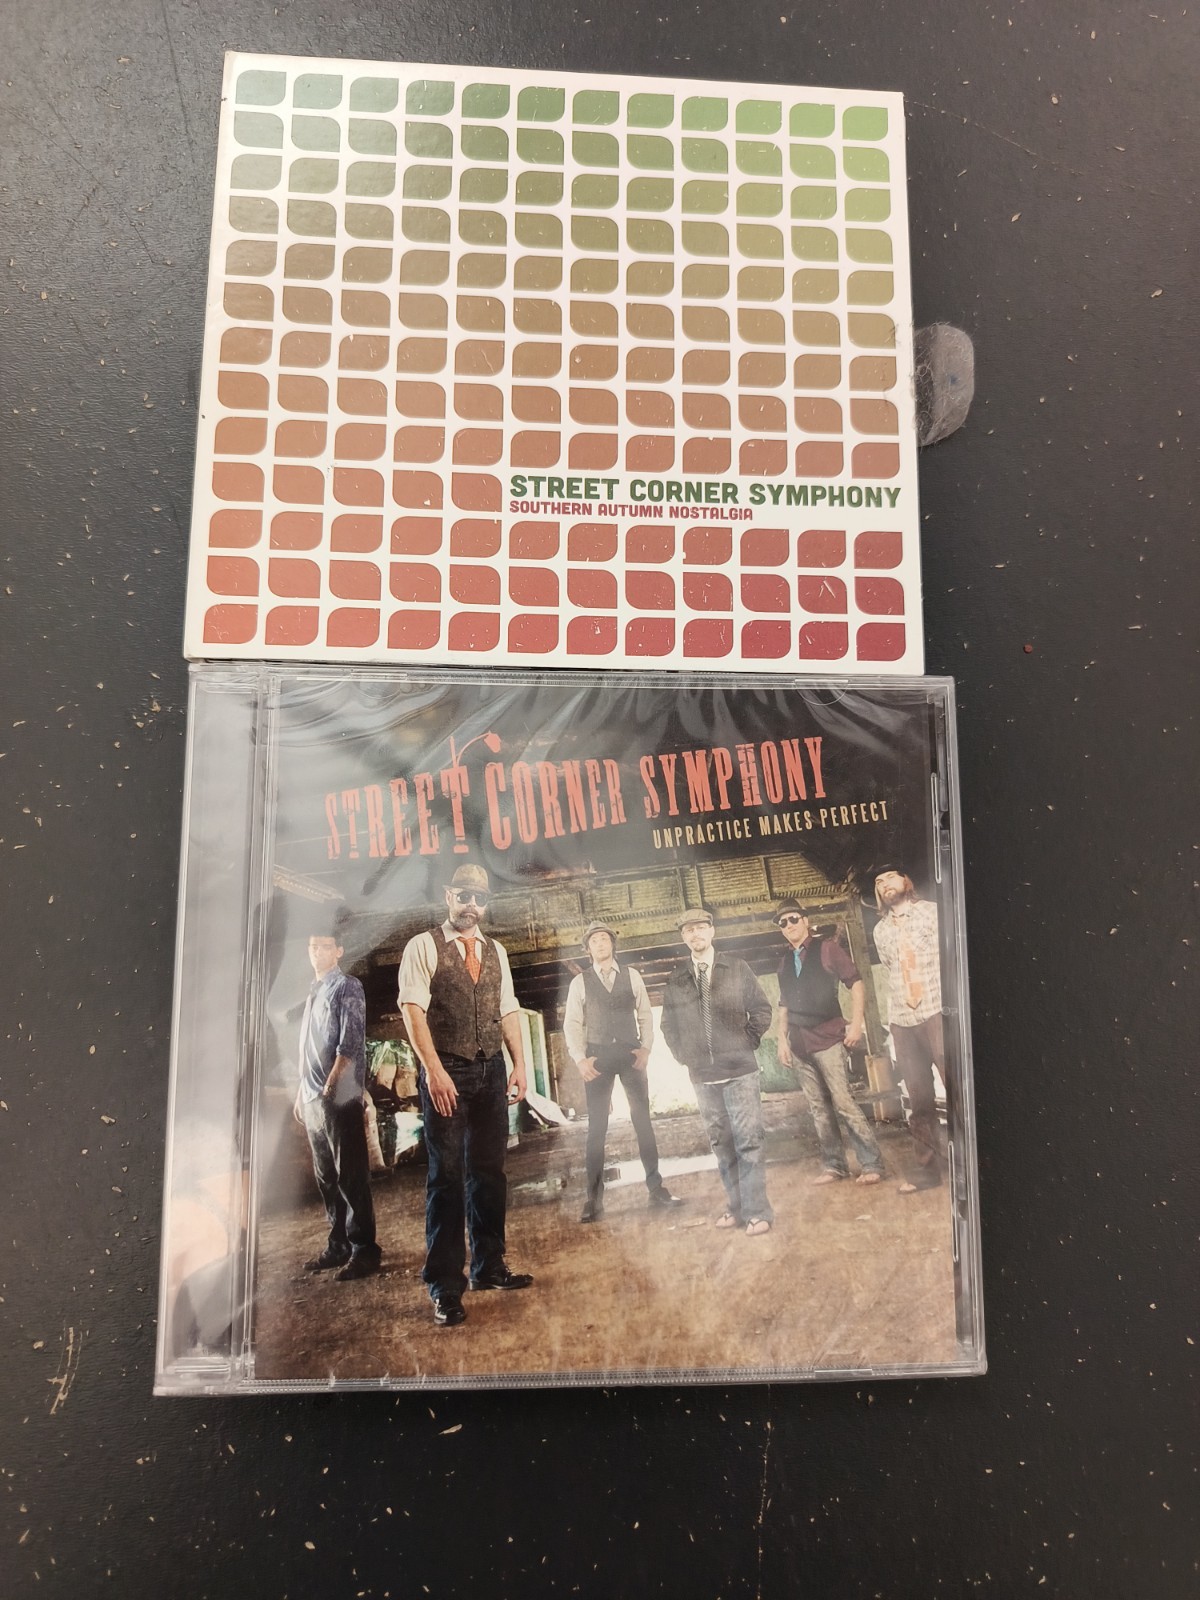 STREET CORNER SYMPHONY
SOUTHERN AUTUMN NOSTALGIA
STREET CORNER SYMPHONY
UNPRACTICE MAKES PERFECT